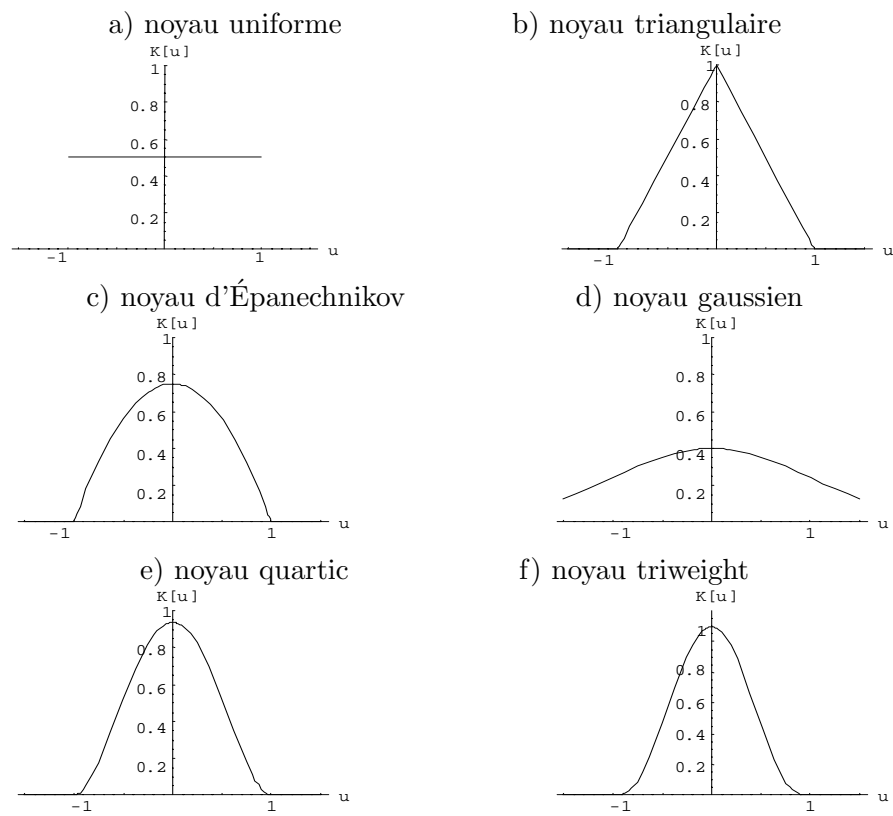 a) noyau uniforme
K[u]
1
0.8
0.6
0.4
0.2
-1
1
u
b) noyau triangulaire
K[u]
1
0.8
0.6
0.4
0.2
-1
1
u
c) noyau d'Épanechnikov
K[u]
1
0.8
0.6
0.4
0.2
-1
1
u
d) noyau gaussien
K[u]
1
0.8
0.6
0.4
0.2
-1
1
u
e) noyau quartic
K[u]
1
0.8
0.6
0.4
0.2
-1
1
u
f) noyau triweight
K[u]
1
0.8
0.6
0.4
0.2
-1
1
u